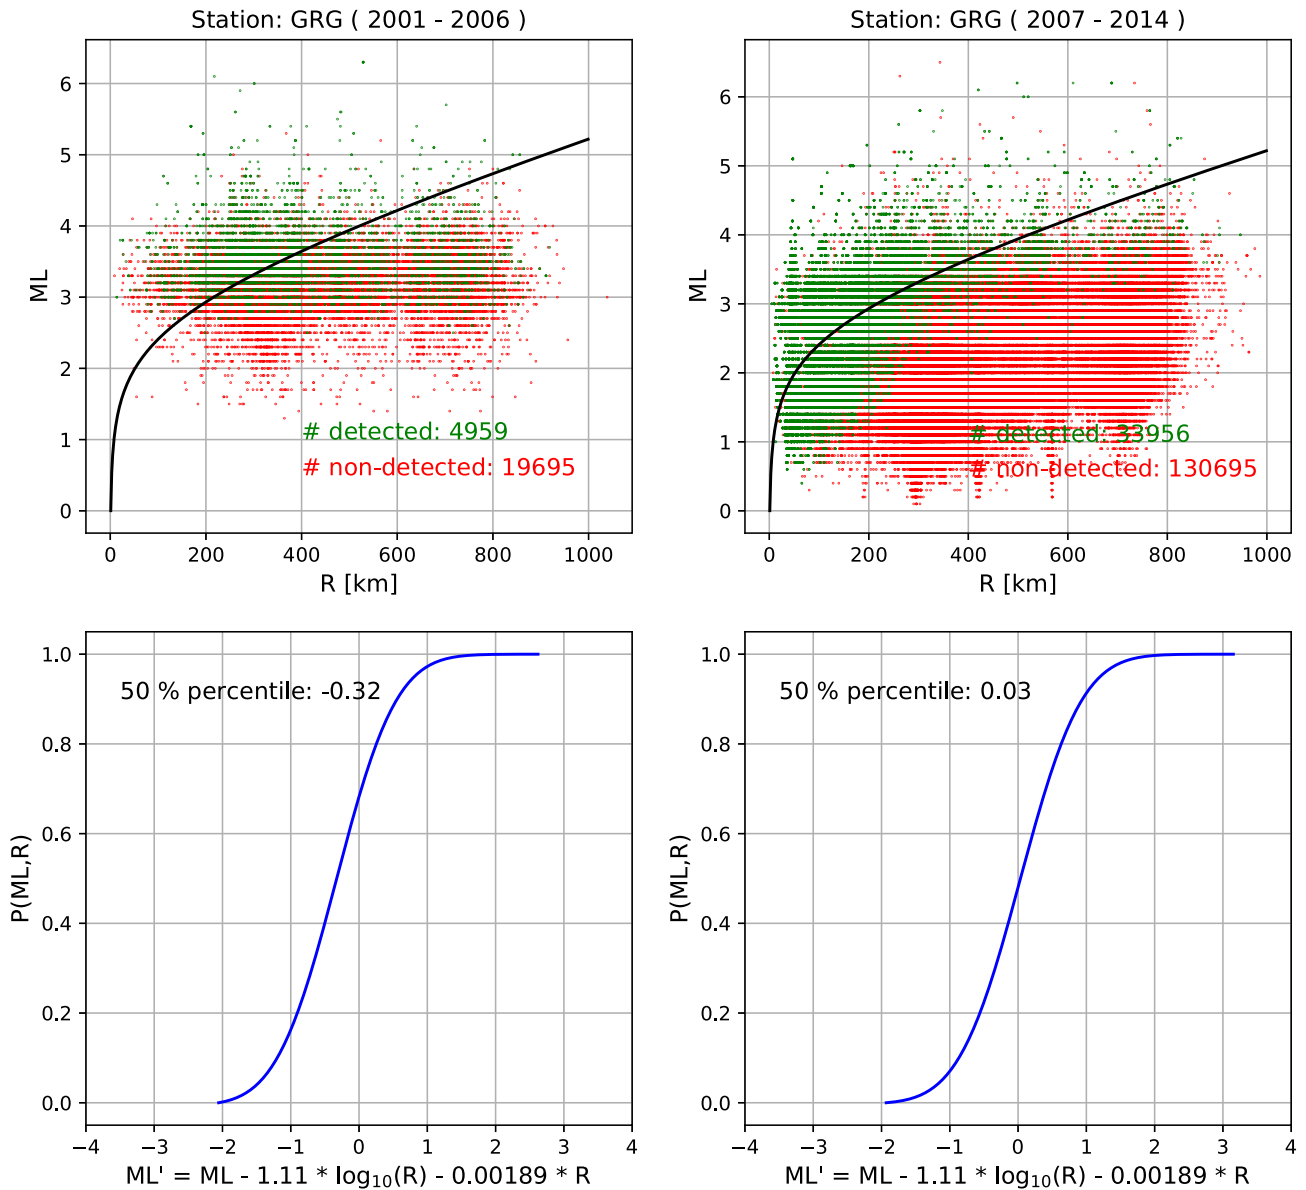 Station: GRG ( 2001 - 2006 )
6
5
4
3
2
1
0
ML
# detected: 4959
# non-detected: 19695
0 200 400 600 800 1000
R [km]
Station: GRG ( 2007 - 2014 )
6
5
4
3
2
1
0
ML
# detected: 33956
# non-detected: 130695
0 200 400 600 800 1000
R [km]
1.0
0.8
0.6
0.4
0.2
0.0
P(ML,R)
50 % percentile: -0.32
−4 −3 −2 −1 0 1 2 3 4
ML' = ML - 1.11 * log₁₀(R) - 0.00189 * R
1.0
0.8
0.6
0.4
0.2
0.0
P(ML,R)
50 % percentile: 0.03
−4 −3 −2 −1 0 1 2 3 4
ML' = ML - 1.11 * log₁₀(R) - 0.00189 * R